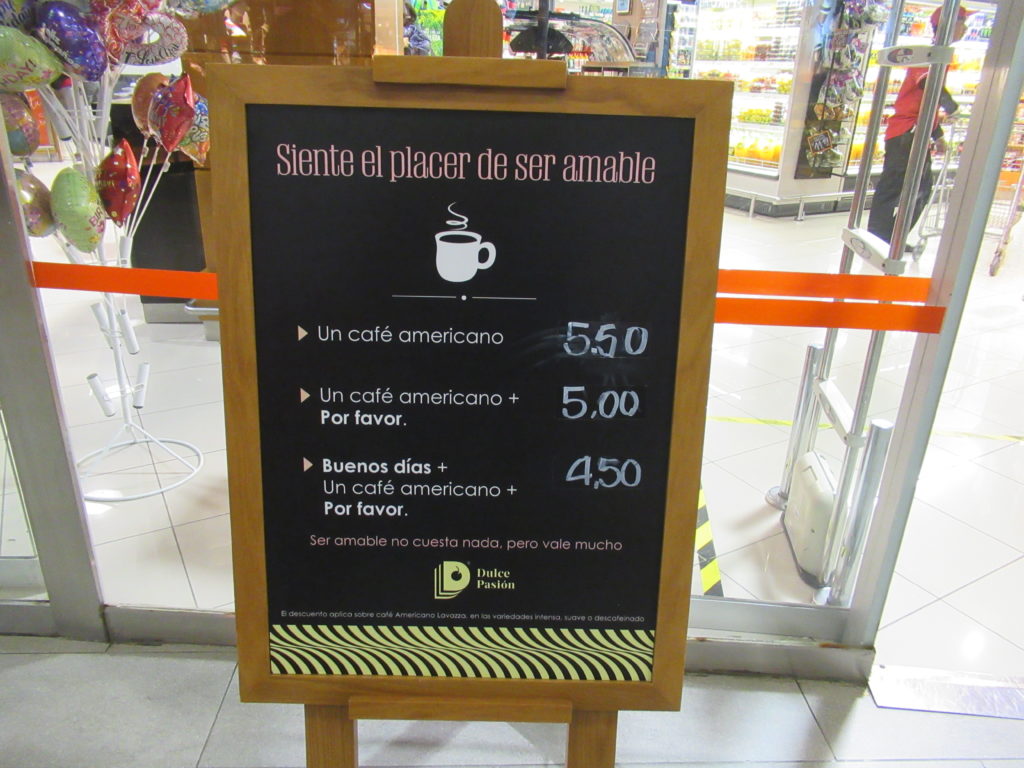 Siente el placer de ser amable
Un café americano 5.50
Un café americano + 5,00
Por favor.
Buenos días + 4,50
Un café americano +
Por favor.
Ser amable no cuesta nada, pero vale mucho
Dulce
Pasión
El descuento aplica sobre café Americano Lavazza, en las variedades intensa, suave o descafeinado